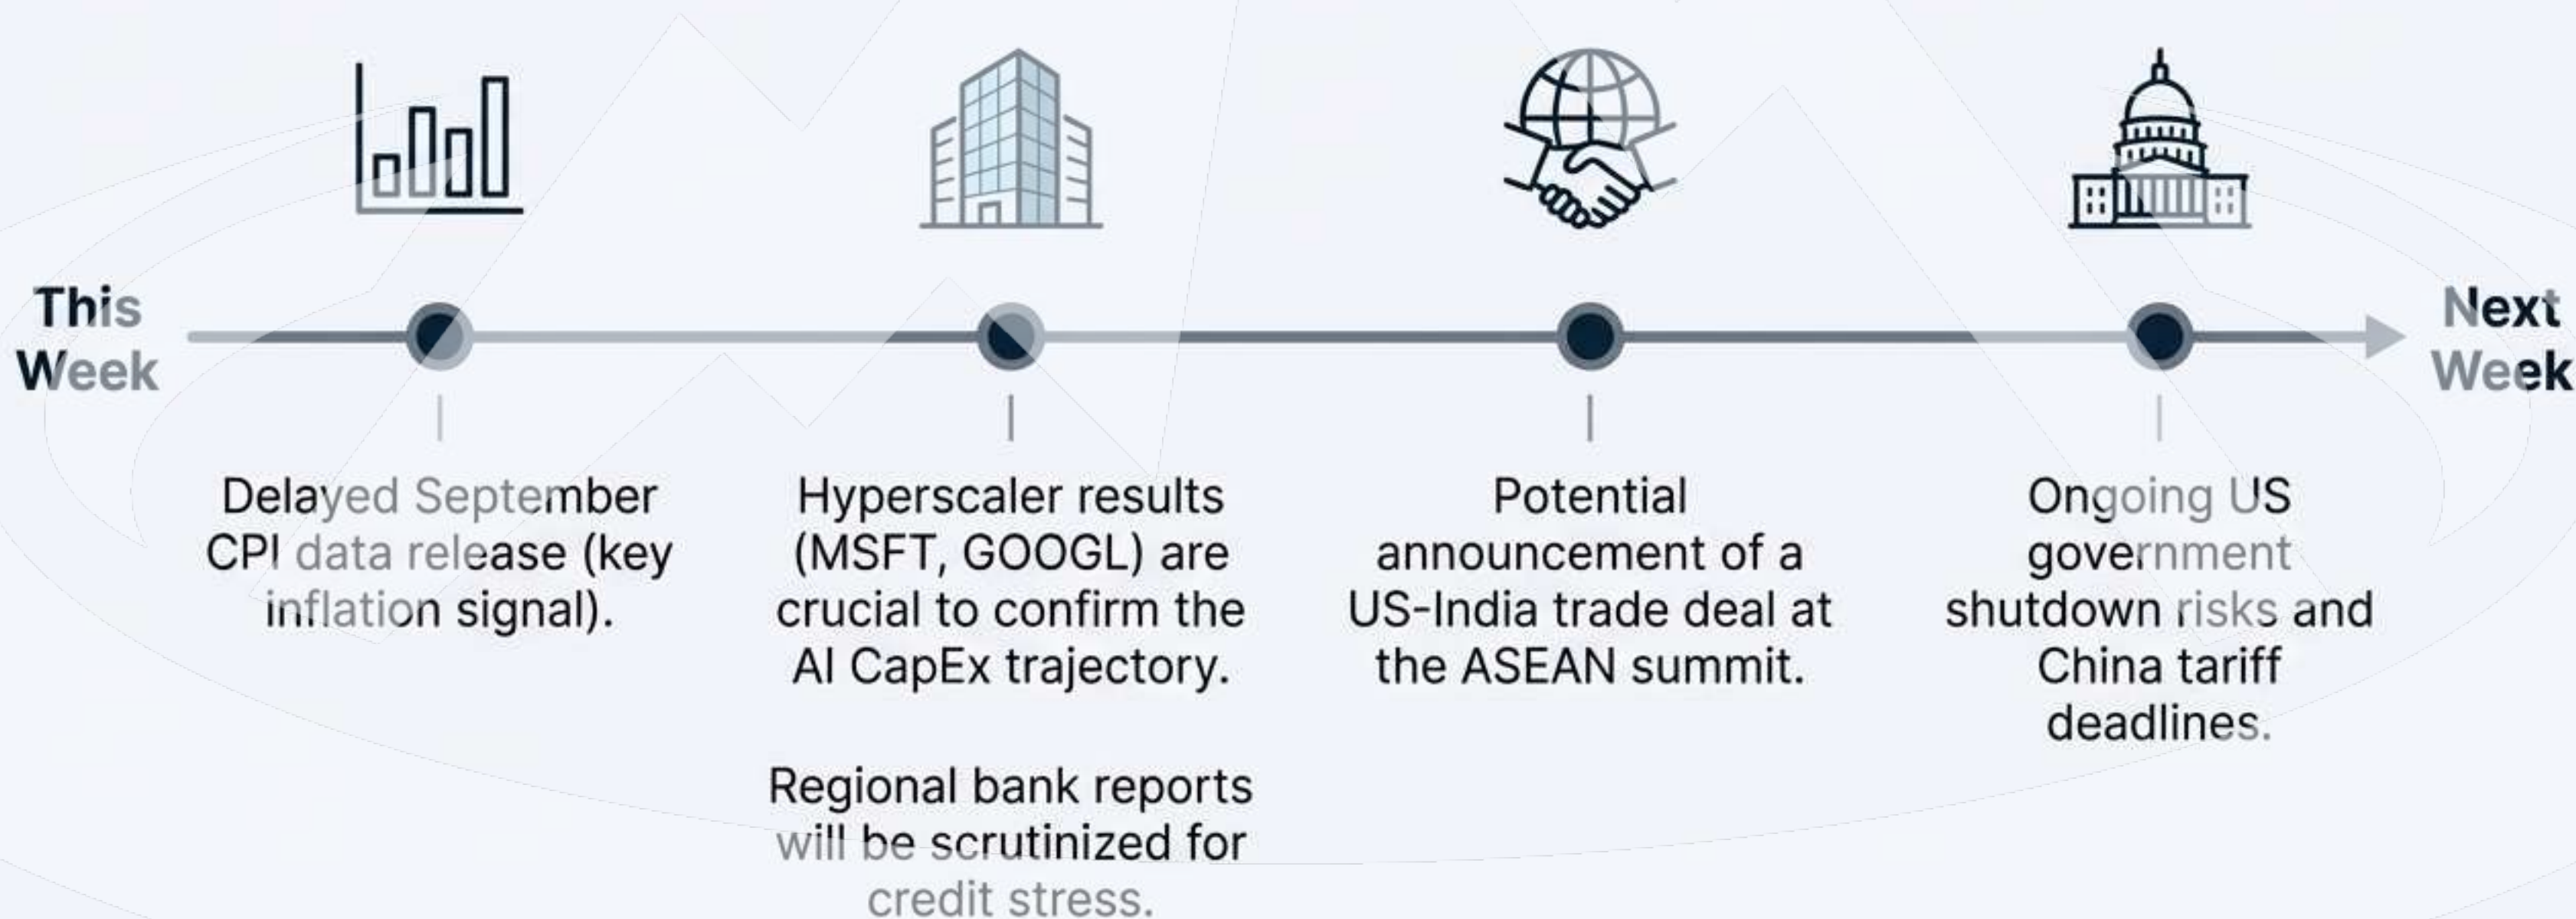 This
Week
Next
Week
Delayed September
CPI data release (key
inflation signal).
Hyperscaler results
(MSFT, GOOGL) are
crucial to confirm the
AI CapEx trajectory.
Regional bank reports
will be scrutinized for
credit stress.
Potential
announcement of a
US-India trade deal at
the ASEAN summit.
Ongoing US
government
shutdown risks and
China tariff
deadlines.